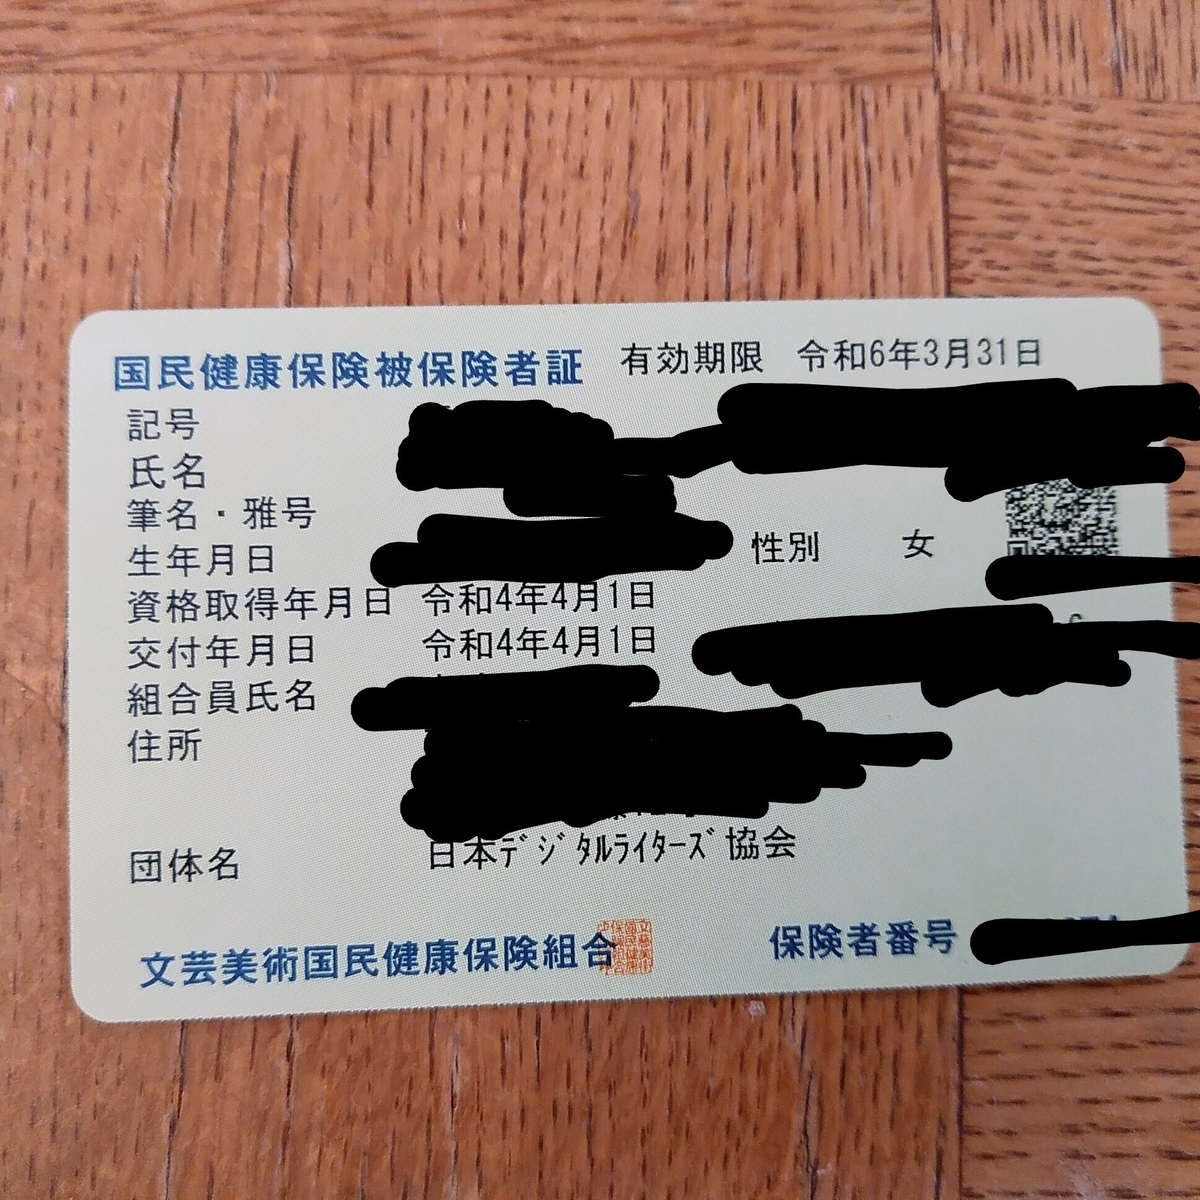 国民健康保険被保険者証 有効期限 令和6年3月31日
記号
氏名
筆名・雅号
生年月日 性別 女
資格取得年月日 令和4年4月1日
交付年月日 令和4年4月1日
組合員氏名
住所
団体名 日本デジタルライターズ協会
文芸美術国民健康保険組合 保険者番号